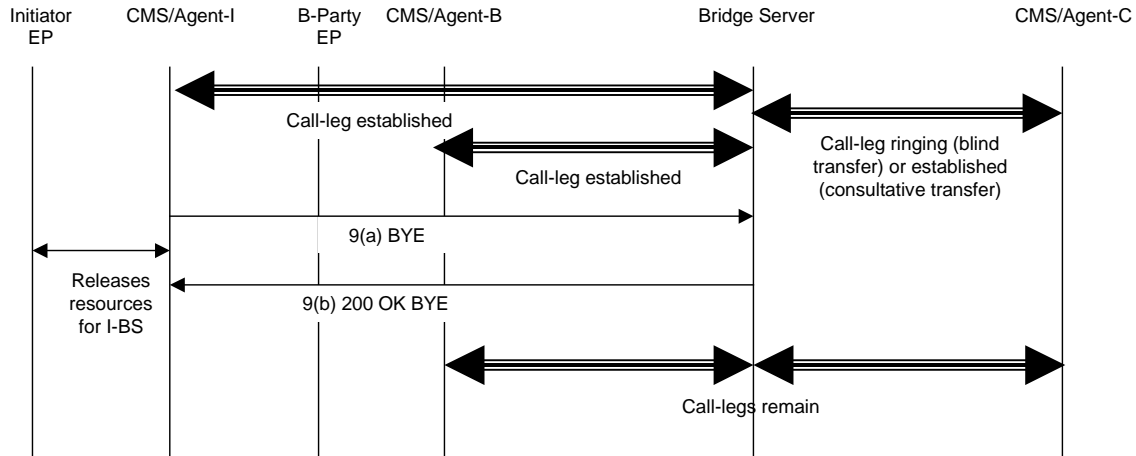 Initiator
EP
CMS/Agent-I
B-Party
EP
CMS/Agent-B
Bridge Server
CMS/Agent-C
Call-leg established
Call-leg ringing (blind
transfer) or established
(consultative transfer)
Call-leg established
9(a) BYE
Releases
resources
for I-BS
9(b) 200 OK BYE
Call-legs remain